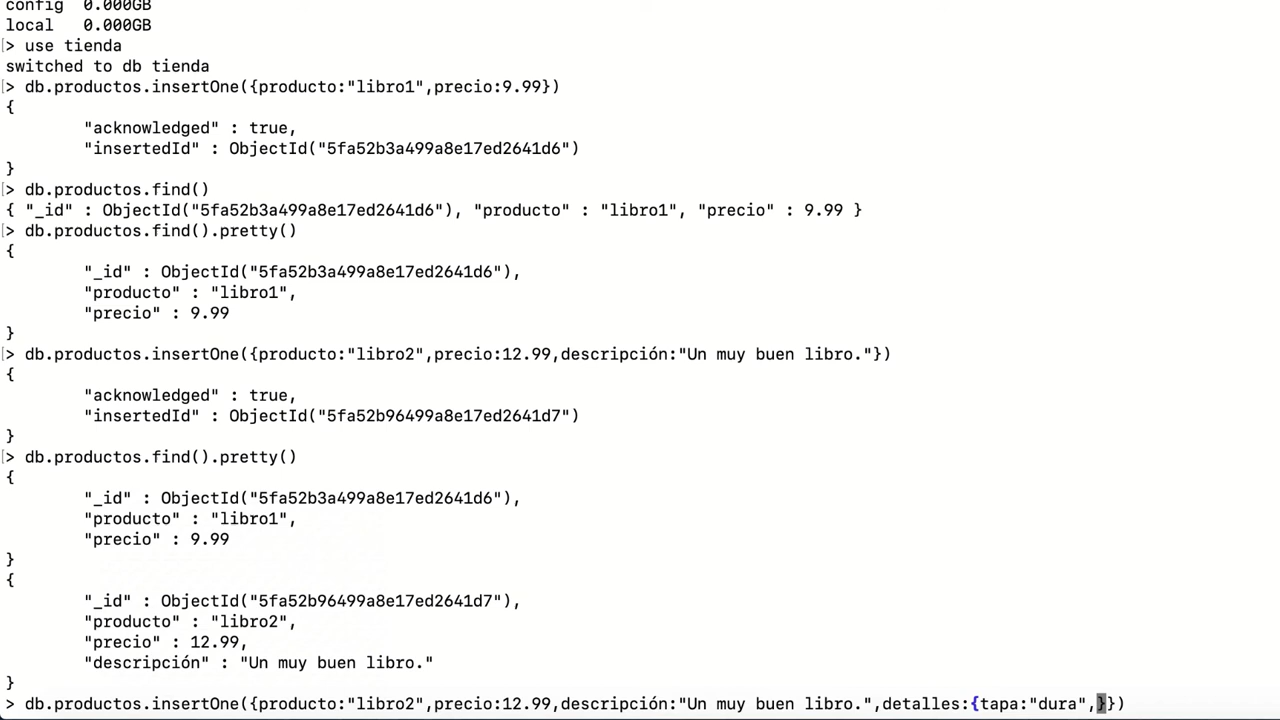 config  0.000GB
local   0.000GB
[> use tienda
switched to db tienda
[> db.productos.insertOne({producto:"libro1",precio:9.99})
{
        "acknowledged" : true,
        "insertedId" : ObjectId("5fa52b3a499a8e17ed2641d6")
}
[> db.productos.find()
{ "_id" : ObjectId("5fa52b3a499a8e17ed2641d6"), "producto" : "libro1", "precio" : 9.99 }
[> db.productos.find().pretty()
{
        "_id" : ObjectId("5fa52b3a499a8e17ed2641d6"),
        "producto" : "libro1",
        "precio" : 9.99
}
[> db.productos.insertOne({producto:"libro2",precio:12.99,descripción:"Un muy buen libro."})
{
        "acknowledged" : true,
        "insertedId" : ObjectId("5fa52b96499a8e17ed2641d7")
}
[> db.productos.find().pretty()
{
        "_id" : ObjectId("5fa52b3a499a8e17ed2641d6"),
        "producto" : "libro1",
        "precio" : 9.99
}
{
        "_id" : ObjectId("5fa52b96499a8e17ed2641d7"),
        "producto" : "libro2",
        "precio" : 12.99,
        "descripción" : "Un muy buen libro."
}
> db.productos.insertOne({producto:"libro2",precio:12.99,descripción:"Un muy buen libro.",detalles:{tapa:"dura",}})